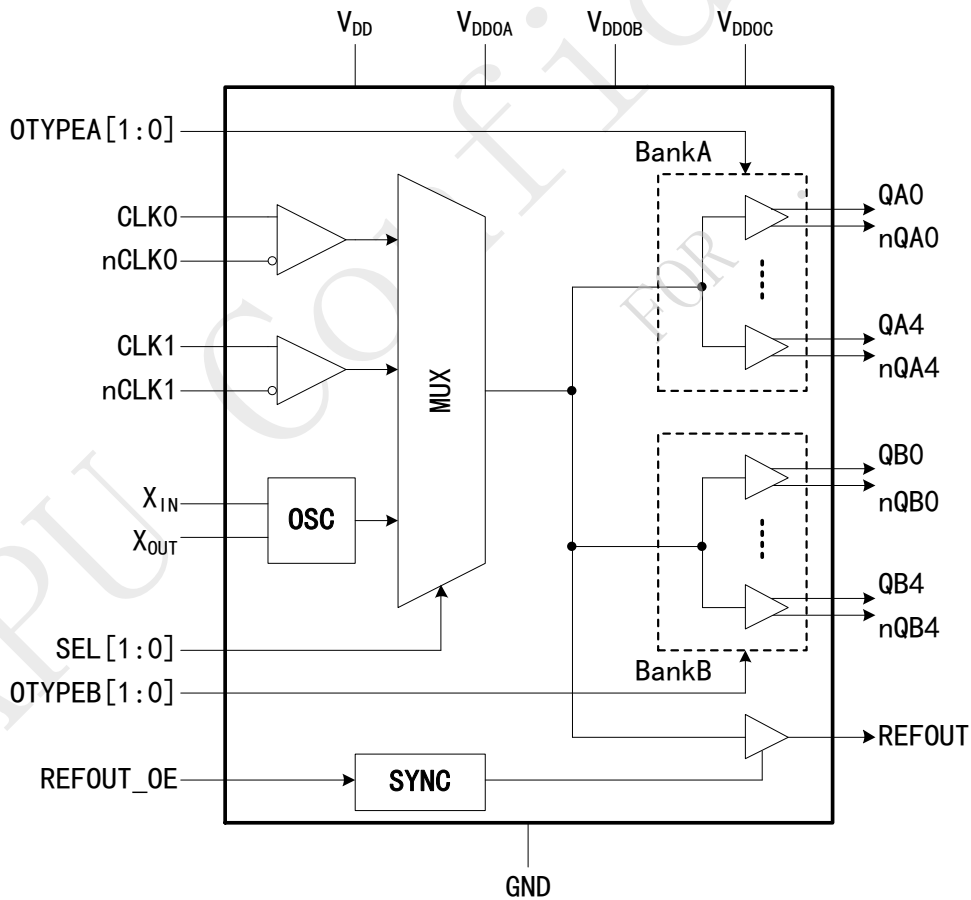 VDD
VDDOA
VDDOB
VDDOC
OTYPEA[1:0]
BankA
CLK0
nCLK0
QA0
nQA0
CLK1
nCLK1
QA4
nQA4
MUX
FOR
XIN
XOUT
OSC
QB0
nQB0
QB4
nQB4
SEL[1:0]
OTYPEB[1:0]
BankB
REFOUT
REFOUT_OE
SYNC
GND